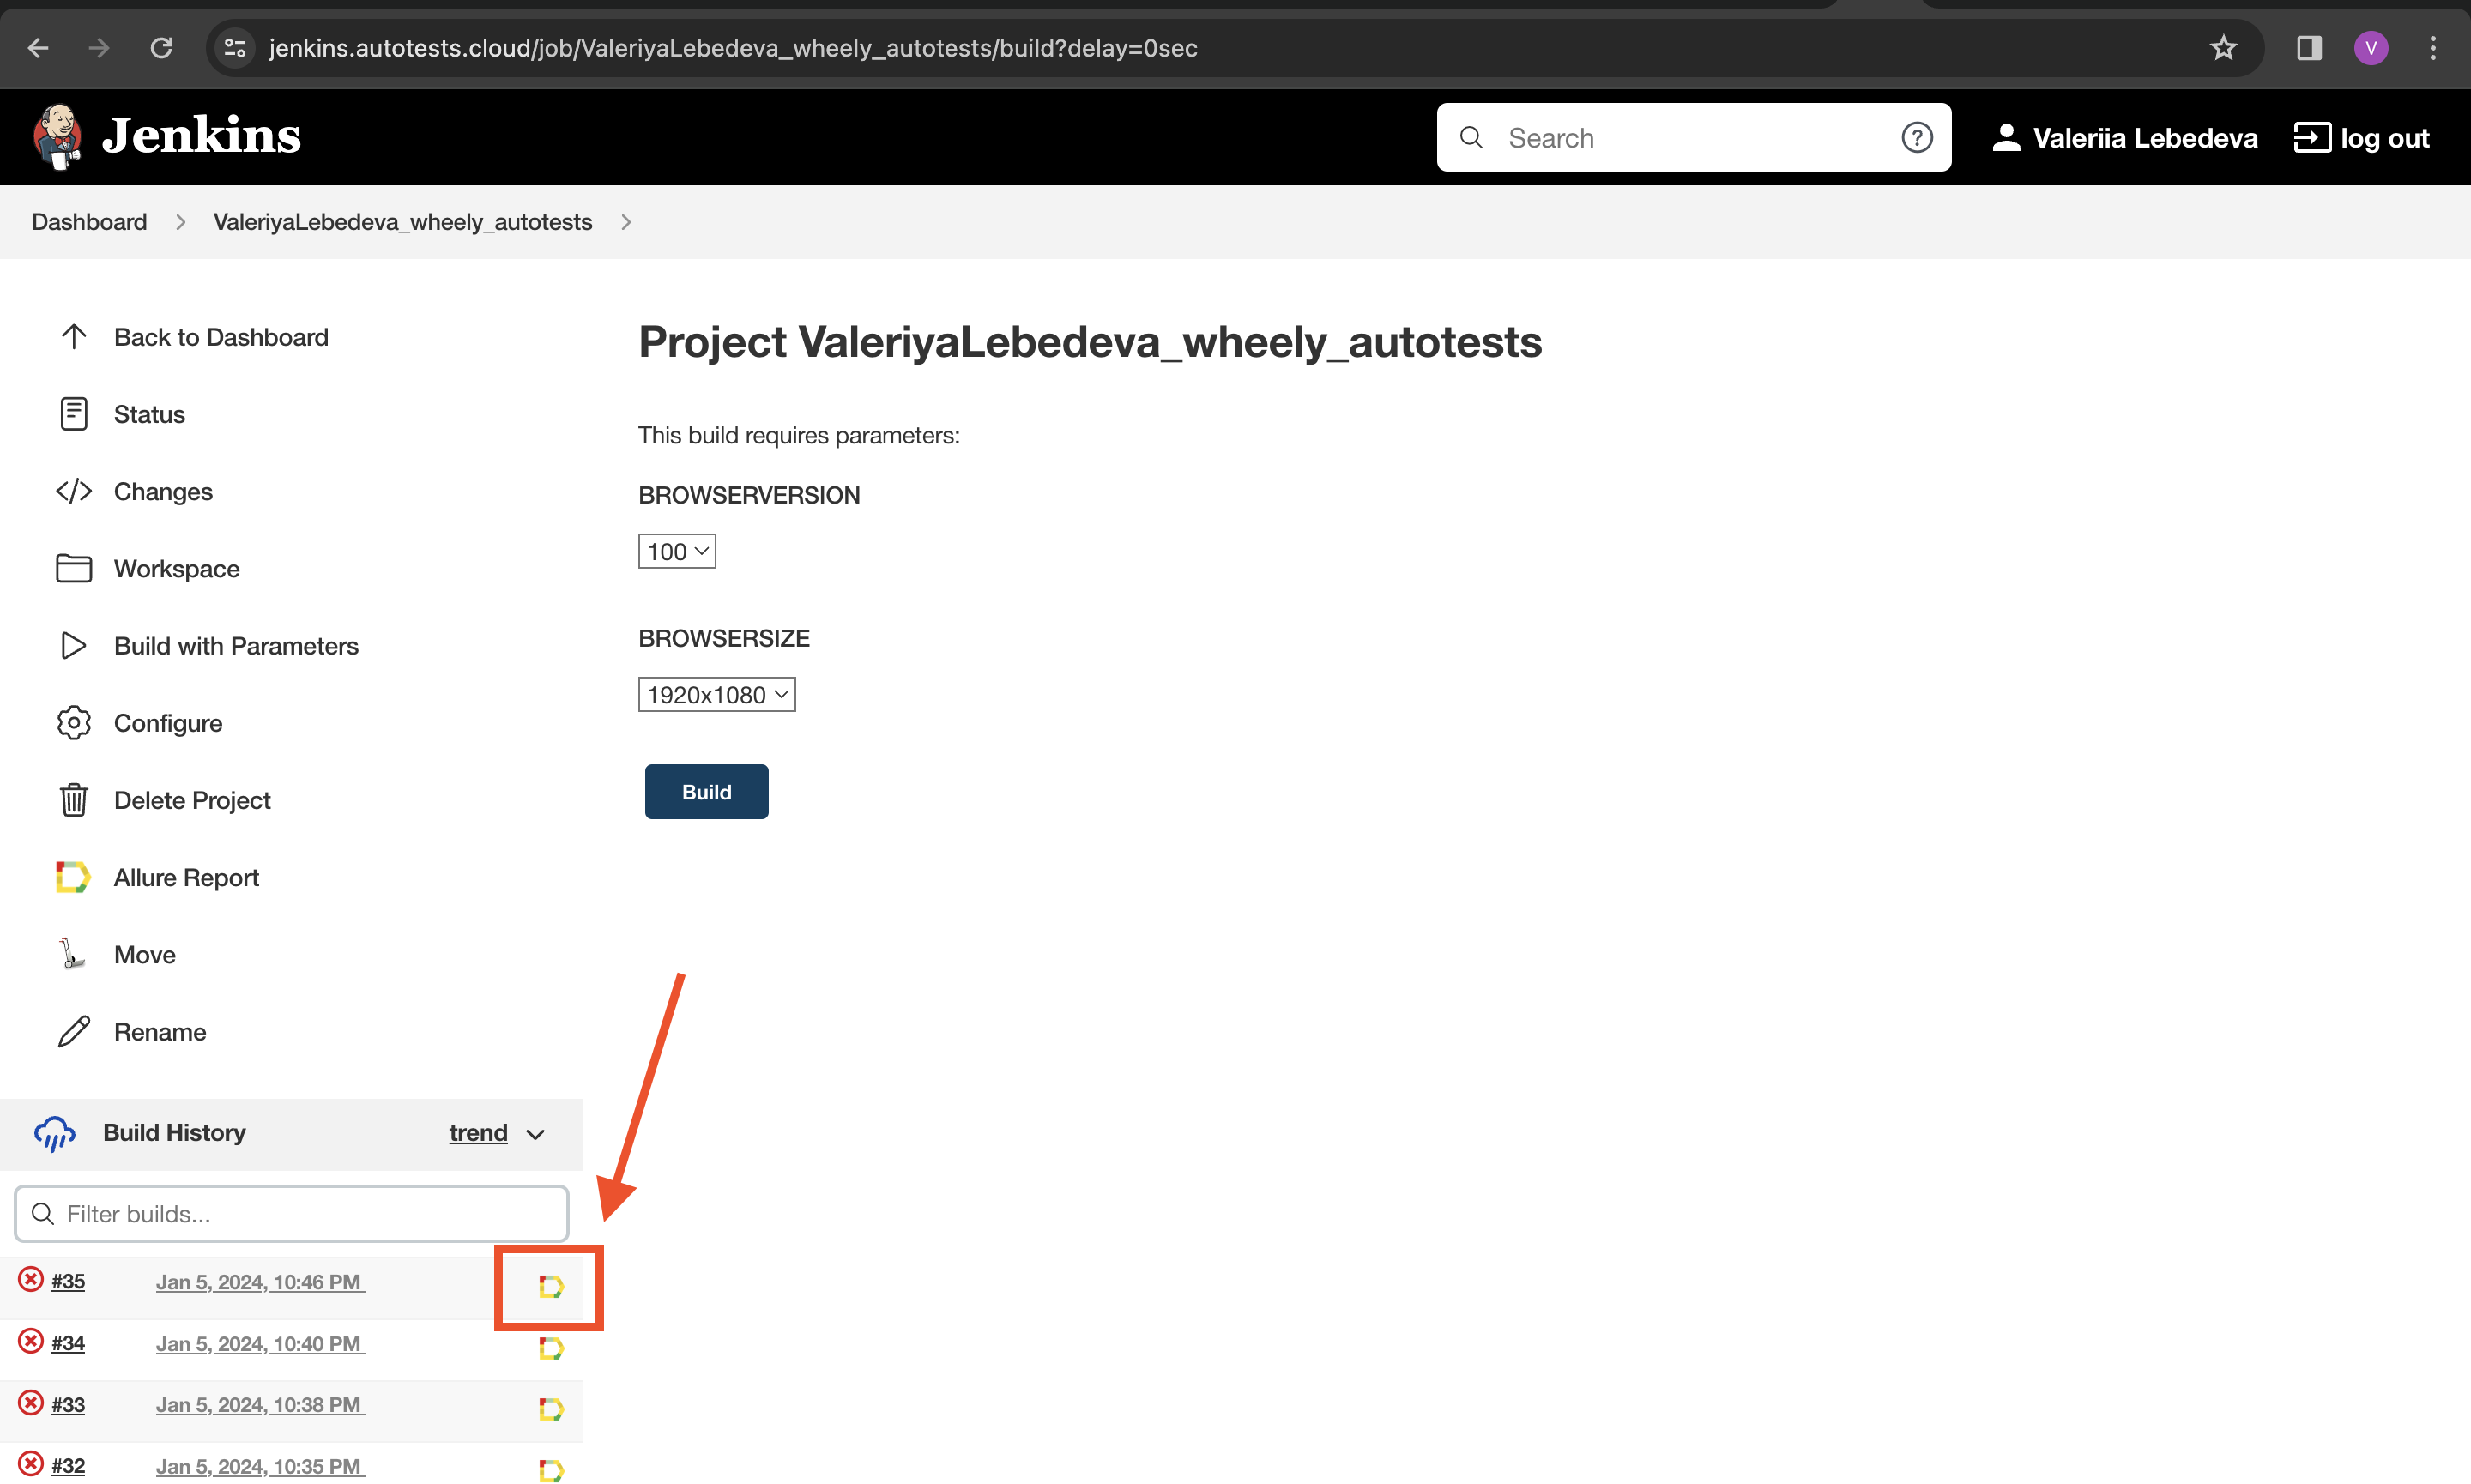 jenkins.autotests.cloud/job/ValeriyaLebedeva_wheely_autotests/build?delay=0sec
V
Jenkins
Search
?
Valeriia Lebedeva
log out
Dashboard
ValeriyaLebedeva_wheely_autotests
Back to Dashboard
Status
Changes
Workspace
Build with Parameters
Configure
Delete Project
Allure Report
Move
Rename
Project ValeriyaLebedeva_wheely_autotests
This build requires parameters:
BROWSERVERSION
100
BROWSERSIZE
1920x1080
Build
Build History trend
Filter builds...
#35 Jan 5, 2024, 10:46 PM
#34 Jan 5, 2024, 10:40 PM
#33 Jan 5, 2024, 10:38 PM
#32 Jan 5, 2024, 10:35 PM